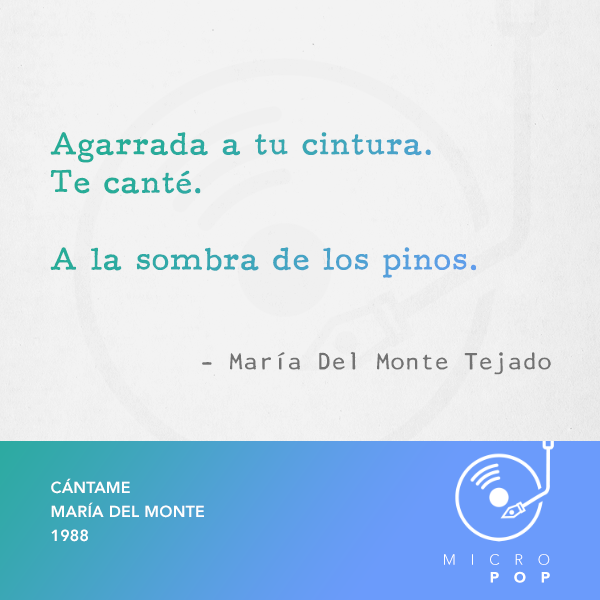 Agarrada a tu cintura.
Te canté.
A la sombra de los pinos.
– María Del Monte Tejado
CÁNTAME
MARÍA DEL MONTE
1988
MICRO
POP